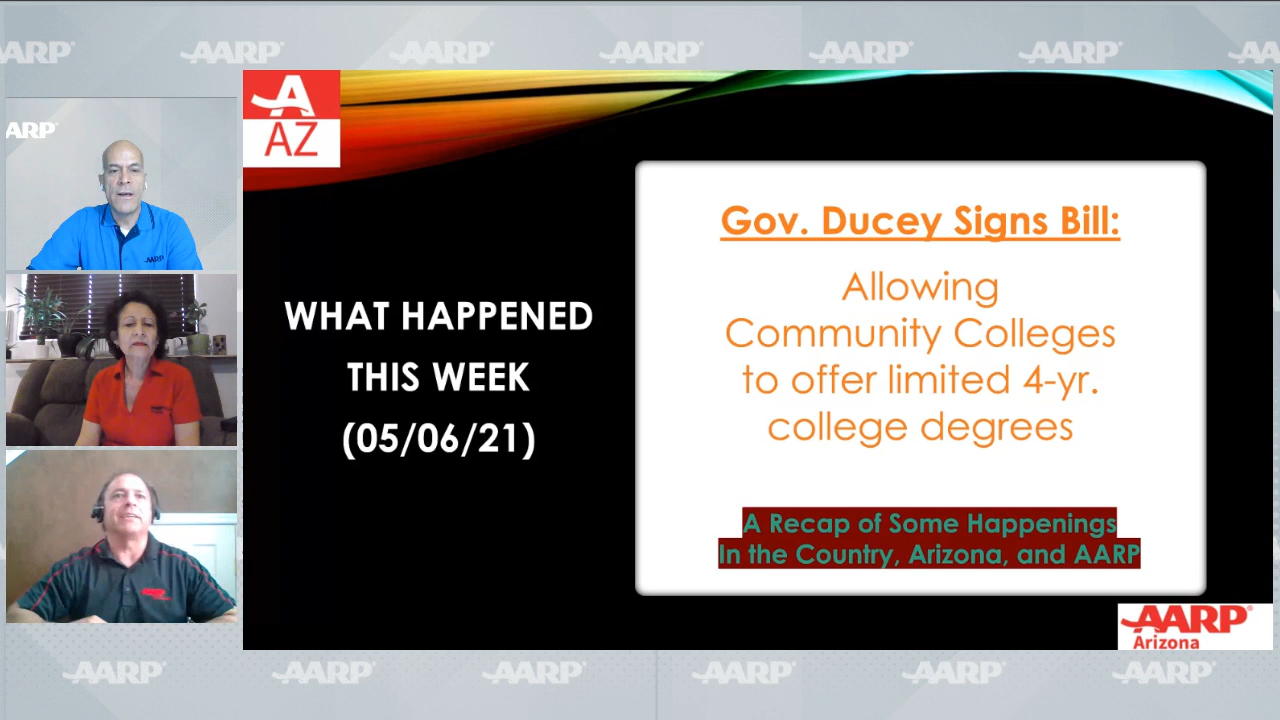 AARP AARP AARP AARP AARP AARP AA
ARP
AARP
AARP
A
AZ
WHAT HAPPENED
THIS WEEK
(05/06/21)
Gov. Ducey Signs Bill:
Allowing
Community Colleges
to offer limited 4-yr.
college degrees
A Recap of Some Happenings
In the Country, Arizona, and AARP
AARP®
Arizona
AARP® AARP® AARP® AARP® AARP® AARP®